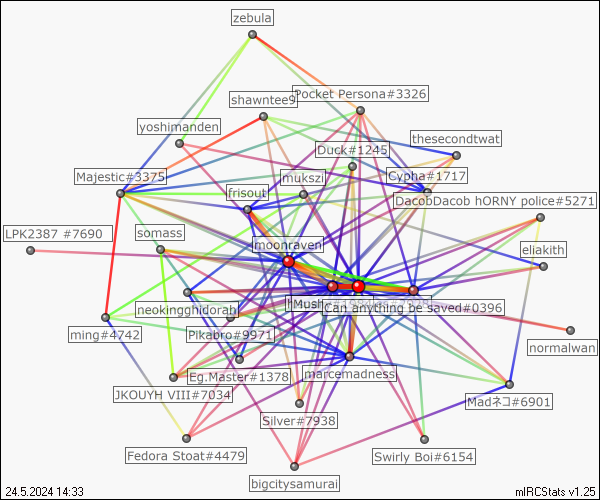 zebula
Pocket Persona#3326
shawntee9
yoshimanden
thesecondtwat
Duck#1245
Majestic#3375
mukszi
Cypha#1717
frisout
DacobDacob hORNY police#5271
LPK2387 #7690
somass
moonraven
eliakith
Can anything be saved#0396
neokingghidorah
ming#4742
Pikabro#9971
normalwan
Eg.Master#1378
marcemadness
JKOUYH VIII#7034
Madネコ#6901
Silver#7938
Fedora Stoat#4479
Swirly Boi#6154
bigcitysamurai
24.5.2024 14:33
mIRCStats v1.25